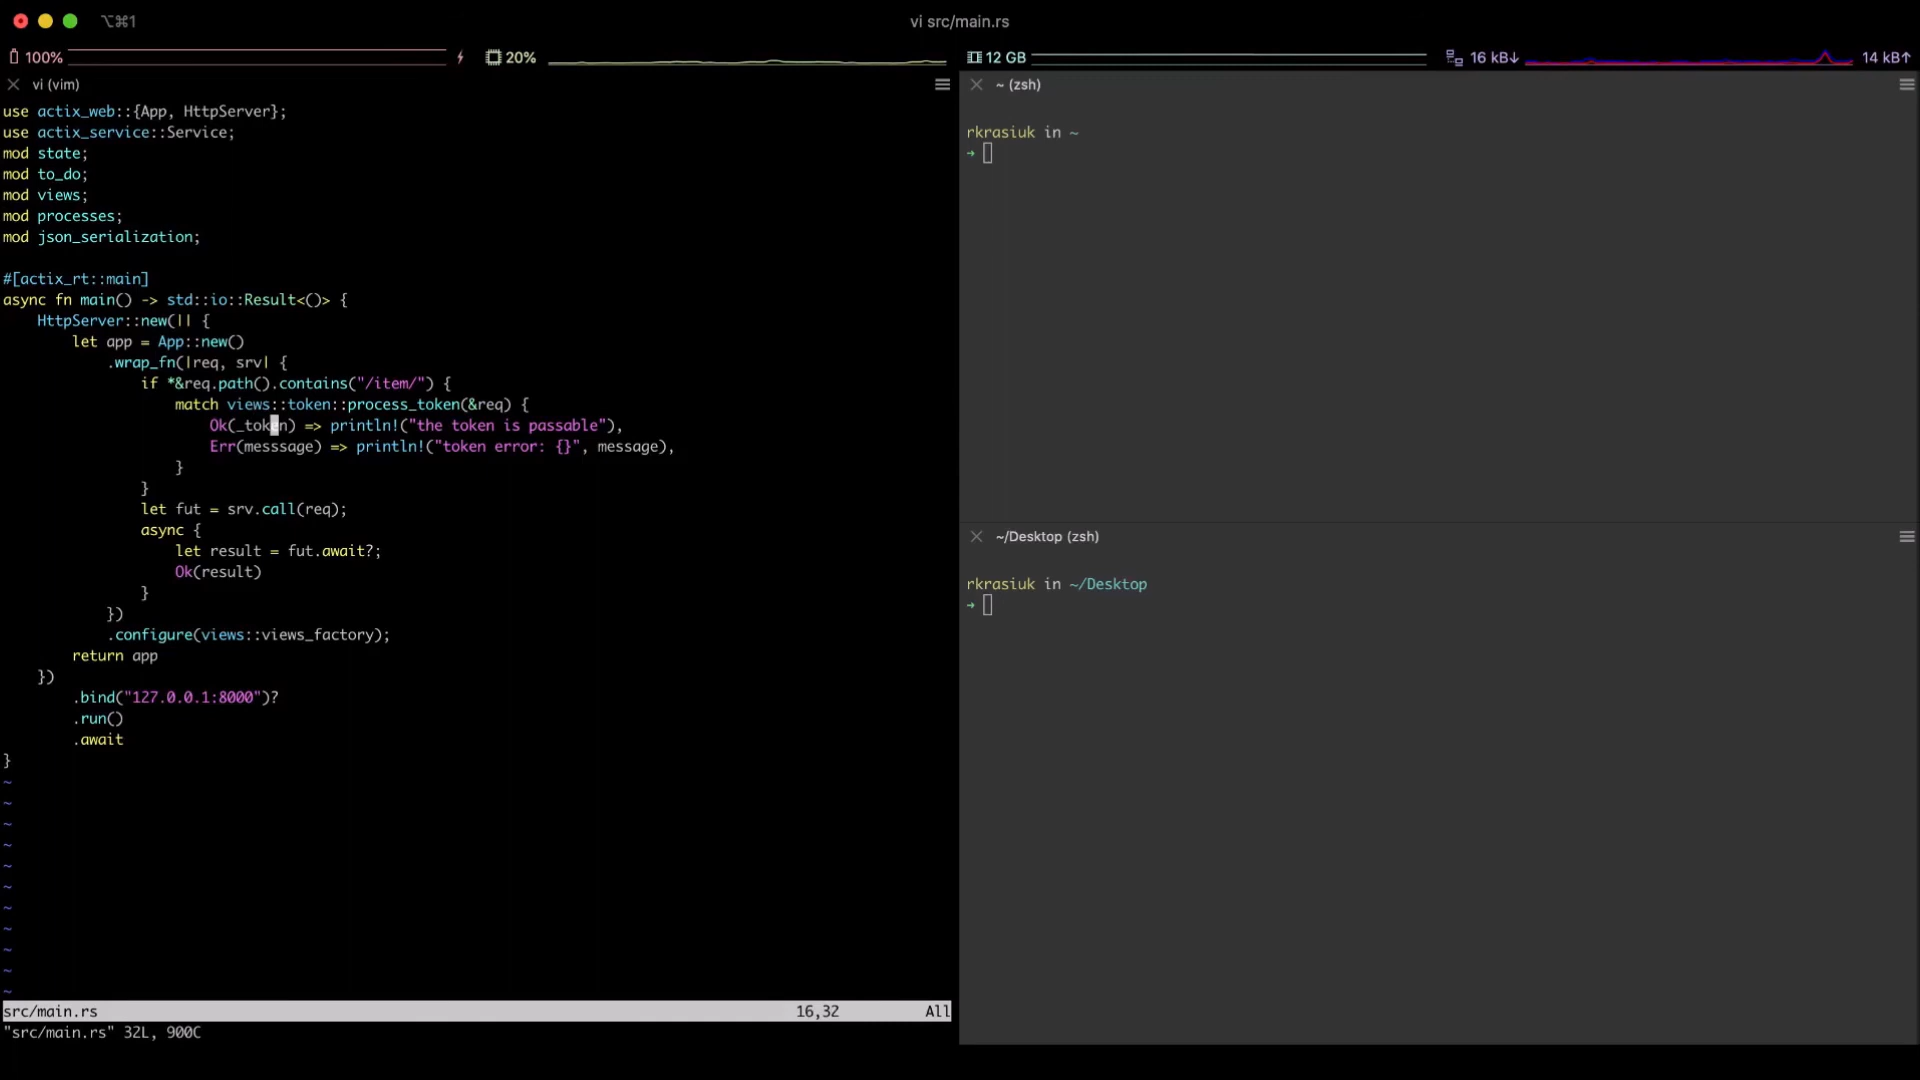 ⌥⌘1
vi src/main.rs
100%
20%
12 GB
16 kB↓
14 kB↑
vi (vim)
use actix_web::{App, HttpServer};
use actix_service::Service;
mod state;
mod to_do;
mod views;
mod processes;
mod json_serialization;
#[actix_rt::main]
async fn main() -> std::io::Result<()> {
    HttpServer::new(|| {
        let app = App::new()
            .wrap_fn(|req, srv| {
                if *&req.path().contains("/item/") {
                    match views::token::process_token(&req) {
                        Ok(_token) => println!("the token is passable"),
                        Err(messsage) => println!("token error: {}", message),
                    }
                }
                let fut = srv.call(req);
                async {
                    let result = fut.await?;
                    Ok(result)
                }
            })
            .configure(views::views_factory);
        return app
    })
        .bind("127.0.0.1:8000")?
        .run()
        .await
}
~
~
~
~
~
~
~
~
~
~
~
src/main.rs 16,32 All
"src/main.rs" 32L, 900C
~ (zsh)
rkrasiuk in ~
→
~/Desktop (zsh)
rkrasiuk in ~/Desktop
→